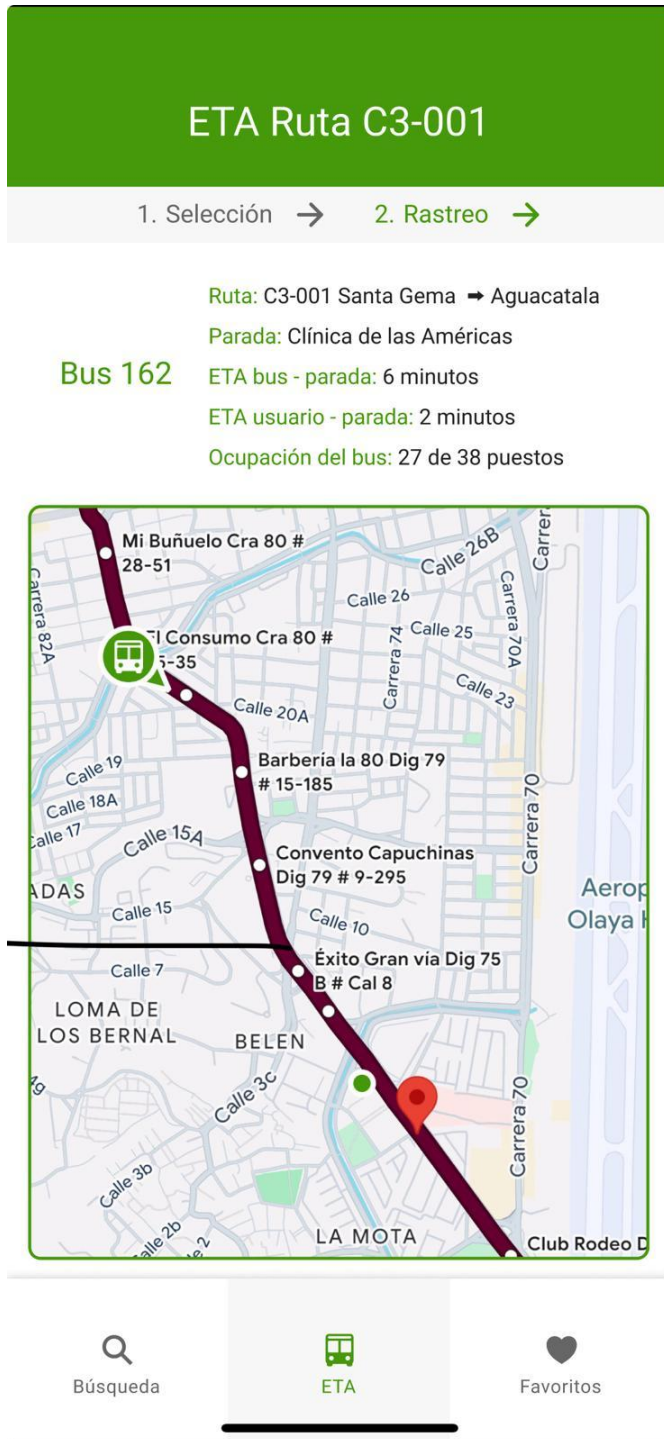 ETA Ruta C3-001
1. Selección → 2. Rastreo →
Bus 162
Ruta: C3-001 Santa Gema ➡ Aguacatala
Parada: Clínica de las Américas
ETA bus - parada: 6 minutos
ETA usuario - parada: 2 minutos
Ocupación del bus: 27 de 38 puestos
Mi Buñuelo Cra 80 #
28-51
Calle 26B
Carrer
Carrera 82A
Calle 26
Carrera 74
Calle 25
Carrera 70A
El Consumo Cra 80 #
5-35
Calle 23
Calle 20A
Calle 19
Barbería la 80 Dig 79
# 15-185
Calle 18A
Calle 17
Calle 15A
Carrera 70
Convento Capuchinas
Dig 79 # 9-295
ADAS
Calle 15
Calle 10
Aerop
Olaya H
Calle 7
Éxito Gran vía Dig 75
B # Cal 8
LOMA DE
LOS BERNAL
BELEN
4g
Calle 3c
Carrera 70
Calle 3b
Calle 2b
LA MOTA
Club Rodeo D
Búsqueda
ETA
Favoritos